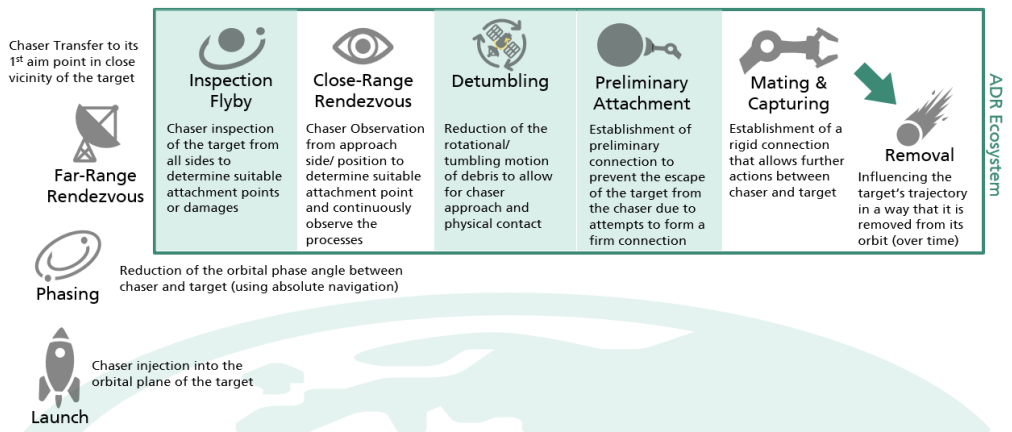 Chaser Transfer to its
1st aim point in close
vicinity of the target
Far-Range
Rendezvous
Inspection
Flyby
Chaser inspection
of the target from
all sides to
determine suitable
attachment points
or damages
Close-Range
Rendezvous
Chaser Observation
from approach
side/ position to
determine suitable
attachment point
and continuously
observe the
processes
Detumbling
Reduction of the
rotational/
tumbling motion
of debris to allow
for chaser
approach and
physical contact
Preliminary
Attachment
Establishment of
preliminary
connection to
prevent the escape
of the target from
the chaser due to
attempts to form a
firm connection
Mating &
Capturing
Establishment of a
rigid connection
that allows further
actions between
chaser and target
Removal
Influencing the
target's trajectory
in a way that it is
removed from its
orbit (over time)
ADR Ecosystem
Phasing
Reduction of the orbital phase angle between
chaser and target (using absolute navigation)
Launch
Chaser injection into the
orbital plane of the target